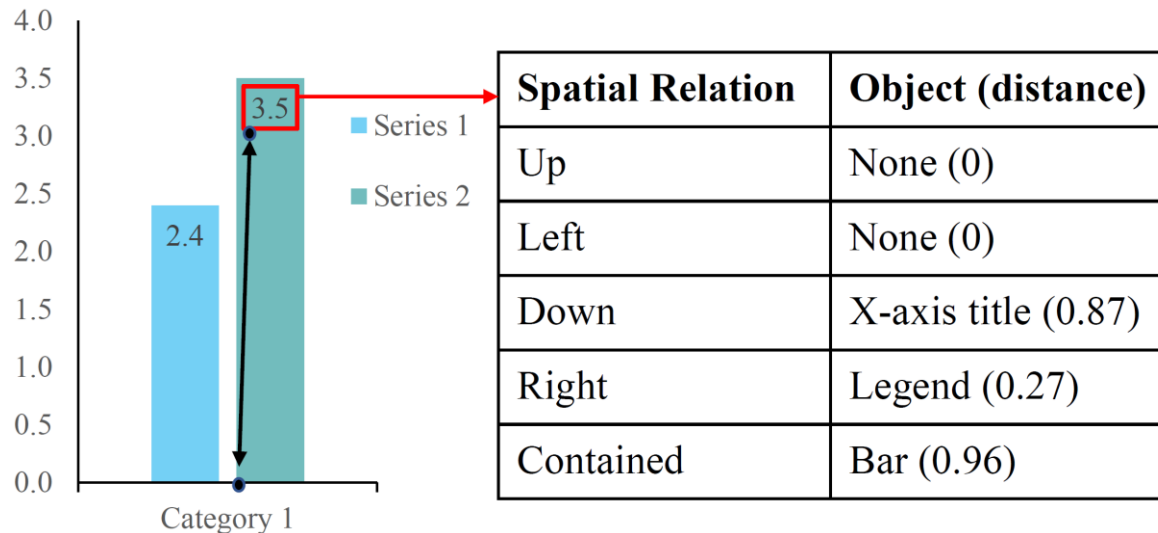 4.0
3.5
3.0
2.5
2.0
1.5
1.0
0.5
0.0
2.4
3.5
Category 1
Series 1
Series 2
Spatial Relation Object (distance)
Up None (0)
Left None (0)
Down X-axis title (0.87)
Right Legend (0.27)
Contained Bar (0.96)